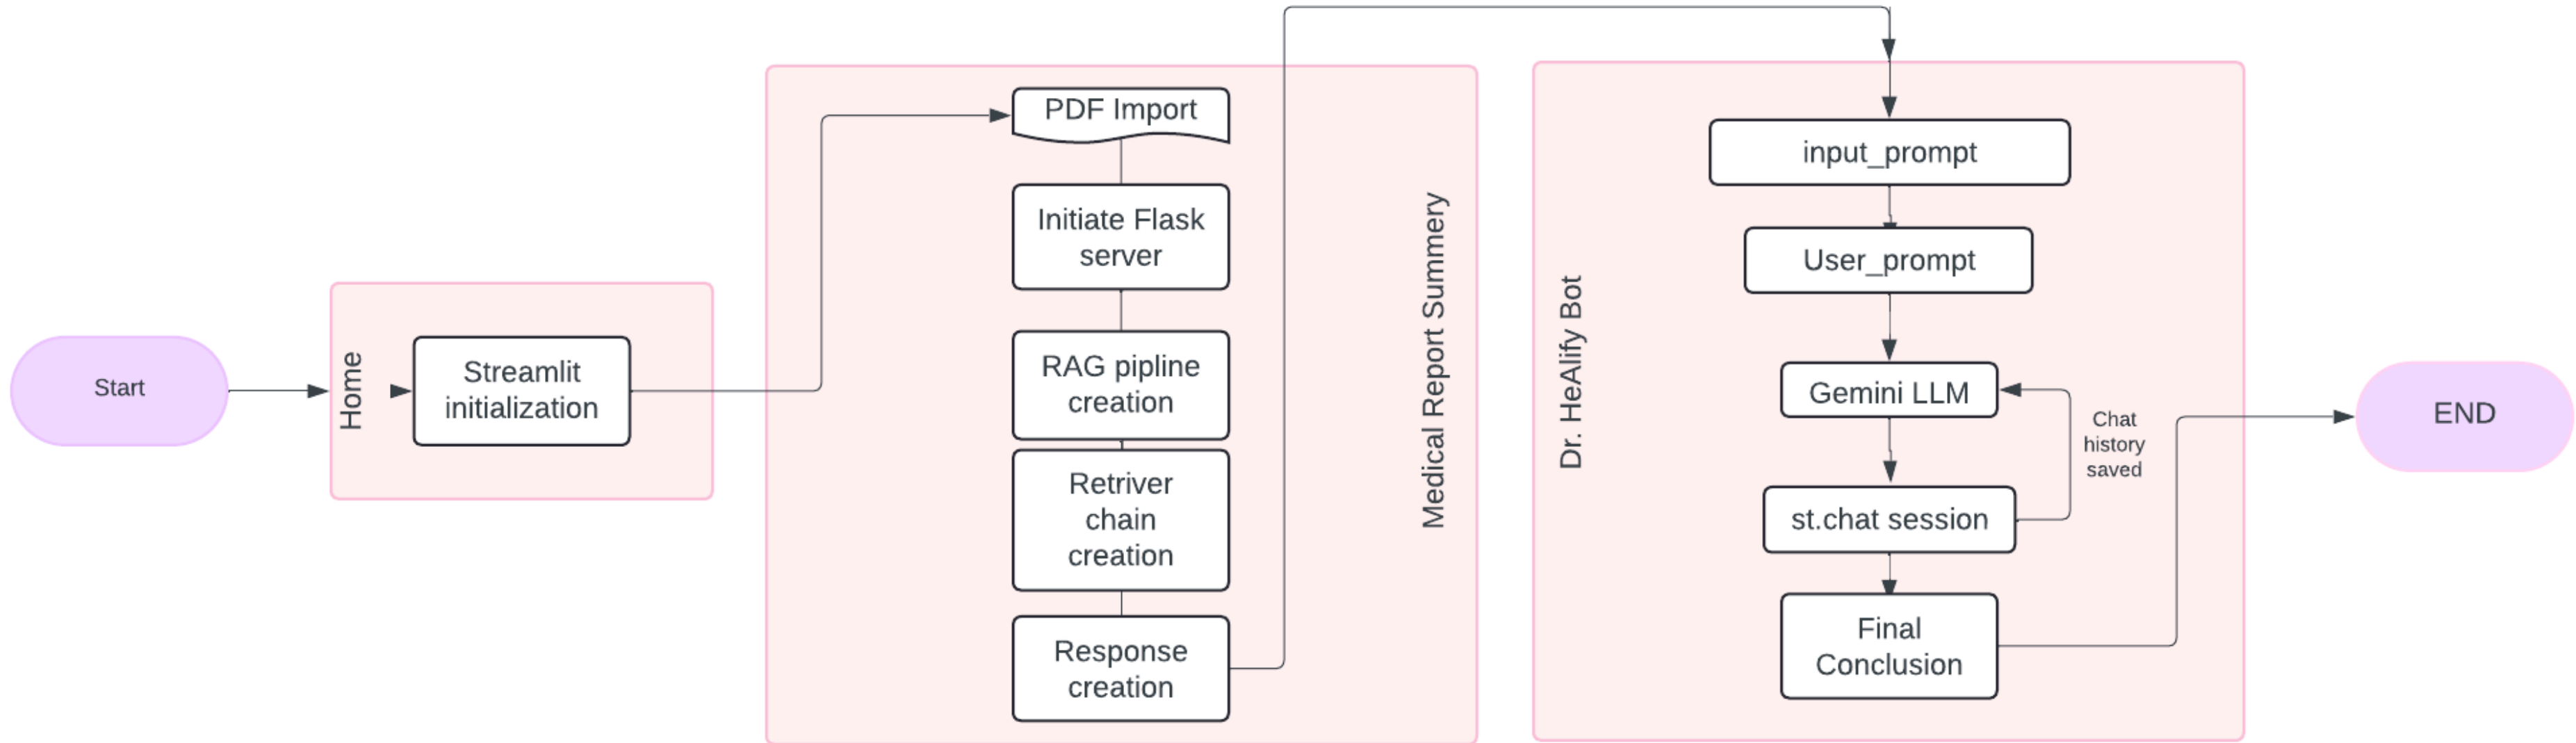 Start
Home
Streamlit
initialization
PDF Import
Initiate Flask
server
RAG pipline
creation
Retriver
chain
creation
Response
creation
Medical Report Summery
Dr. HeAlify Bot
input_prompt
User_prompt
Gemini LLM
Chat
history
saved
st.chat session
Final
Conclusion
END